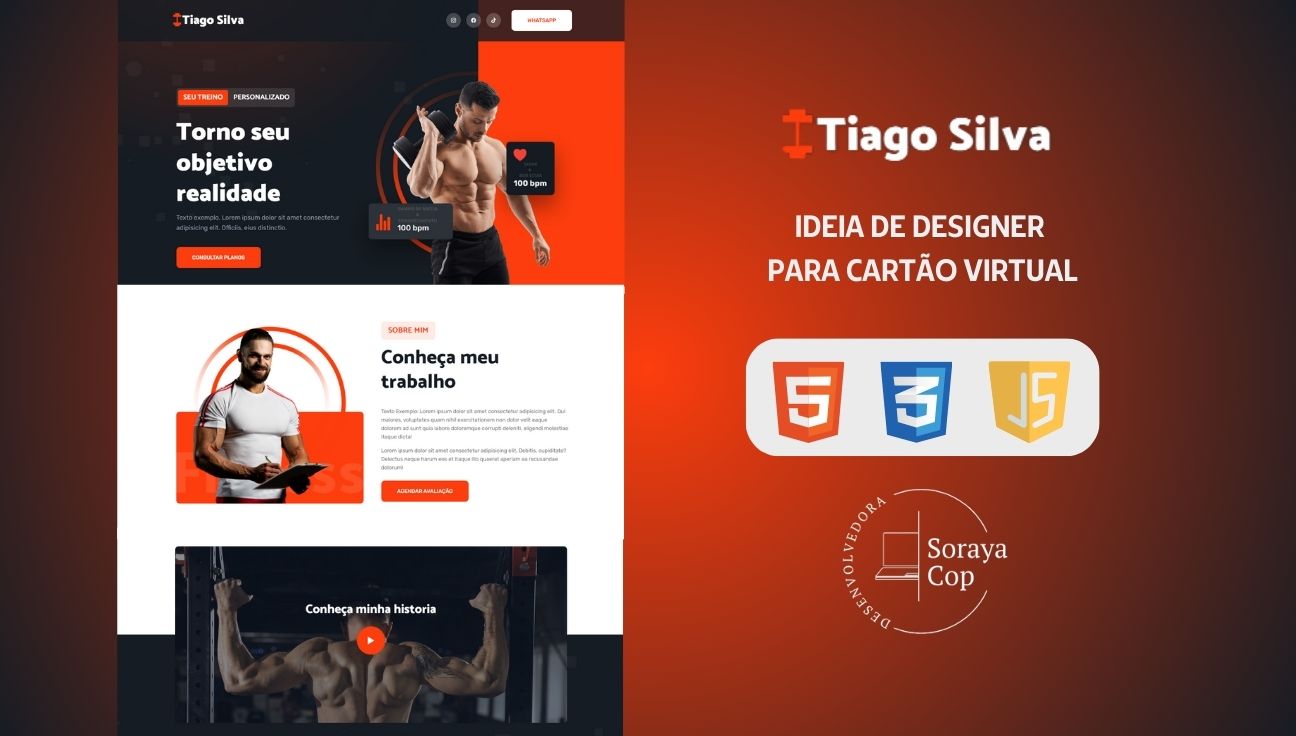 Tiago Silva
WHATSAPP
SEU TREINO PERSONALIZADO
Torno seu
objetivo
realidade
Texto exemplo. Lorem ipsum dolor sit amet consectetur
adipisicing elit. Officiis, eius distinctio.
CONSULTAR PLANOS
100 bpm
100 bpm
SOBRE MIM
Conheça meu
trabalho
Texto Exemplo: Lorem ipsum dolor sit amet consectetur adipisicing elit. Qui
maiores, voluptates quam nihil exercitationem non dolor velit eaque
dolorem ad sunt quia labore doloremque corrupti deleniti, eligendi molestiae
itaque dicta!
Lorem ipsum dolor sit amet consectetur adipisicing elit. Debitis, cupiditate?
Delectus neque harum eos at itaque illo quaerat aperiam ea recusandae
dolorum!
AGENDAR AVALIAÇÃO
Conheça minha historia
Tiago Silva
IDEIA DE DESIGNER
PARA CARTÃO VIRTUAL
5
3
JS
DESENVOLVEDORA
Soraya
Cop